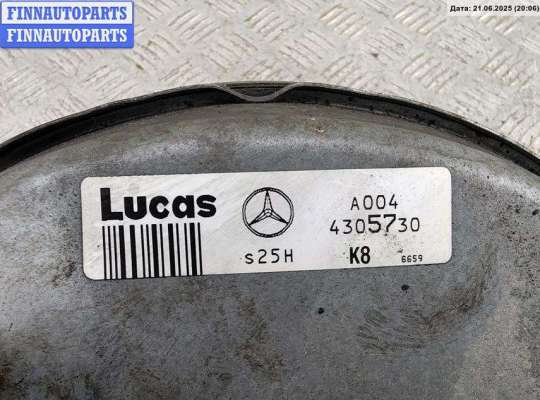 FINNAUTOPARTS
FINNAUTOPARTS
Дата: 21.06.2025 (20:06)
Lucas
A004
4305730
s25H
K8
6659